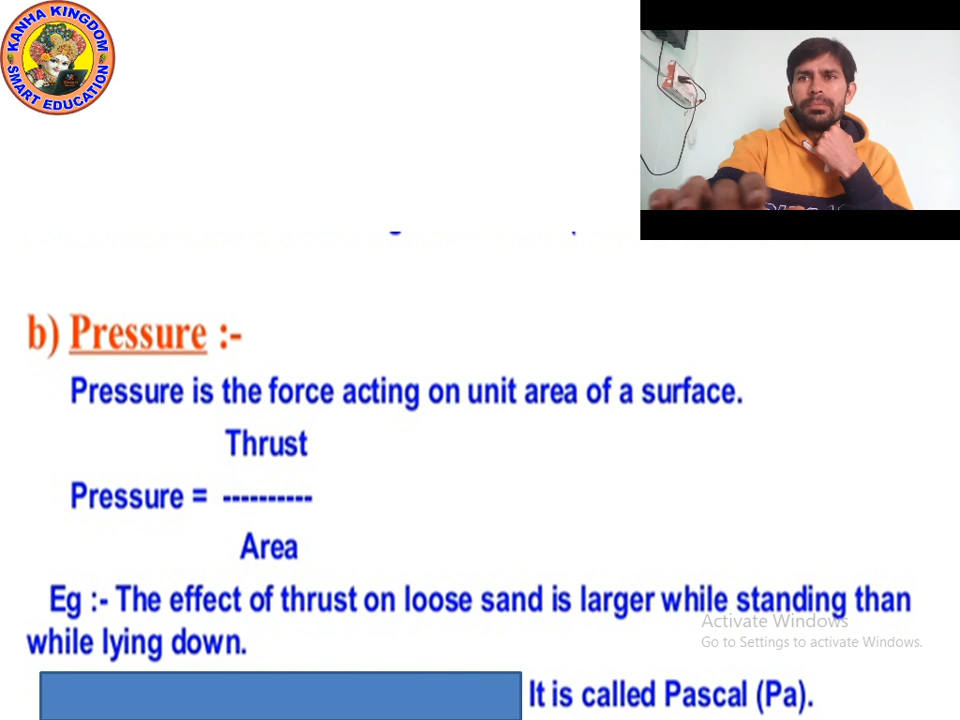 KANHA KINGDOM
SMART EDUCATION
b) Pressure :-
Pressure is the force acting on unit area of a surface.
Thrust
Pressure = ----------
Area
Eg :- The effect of thrust on loose sand is larger while standing than
while lying down.
Activate Windows
Go to Settings to activate Windows.
It is called Pascal (Pa).